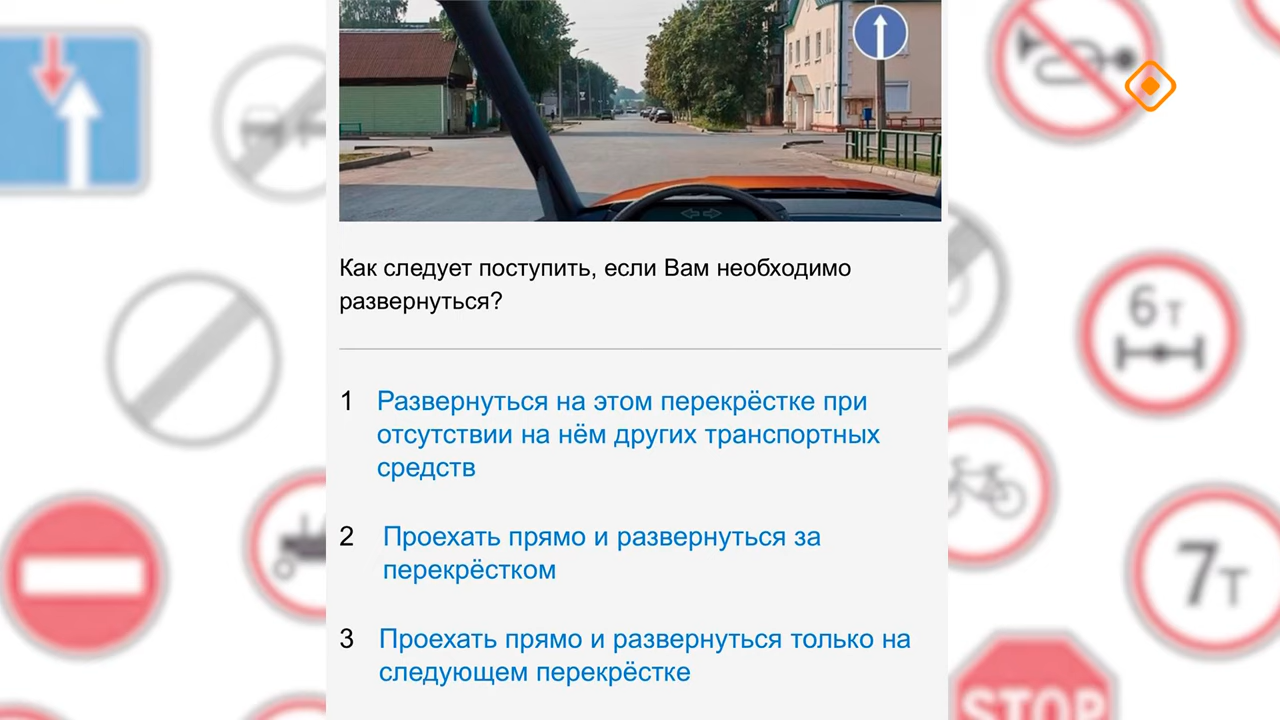 Как следует поступить, если Вам необходимо
развернуться?
1 Развернуться на этом перекрёстке при
отсутствии на нём других транспортных
средств
2 Проехать прямо и развернуться за
перекрёстком
3 Проехать прямо и развернуться только на
следующем перекрёстке
6т
7т
STOP